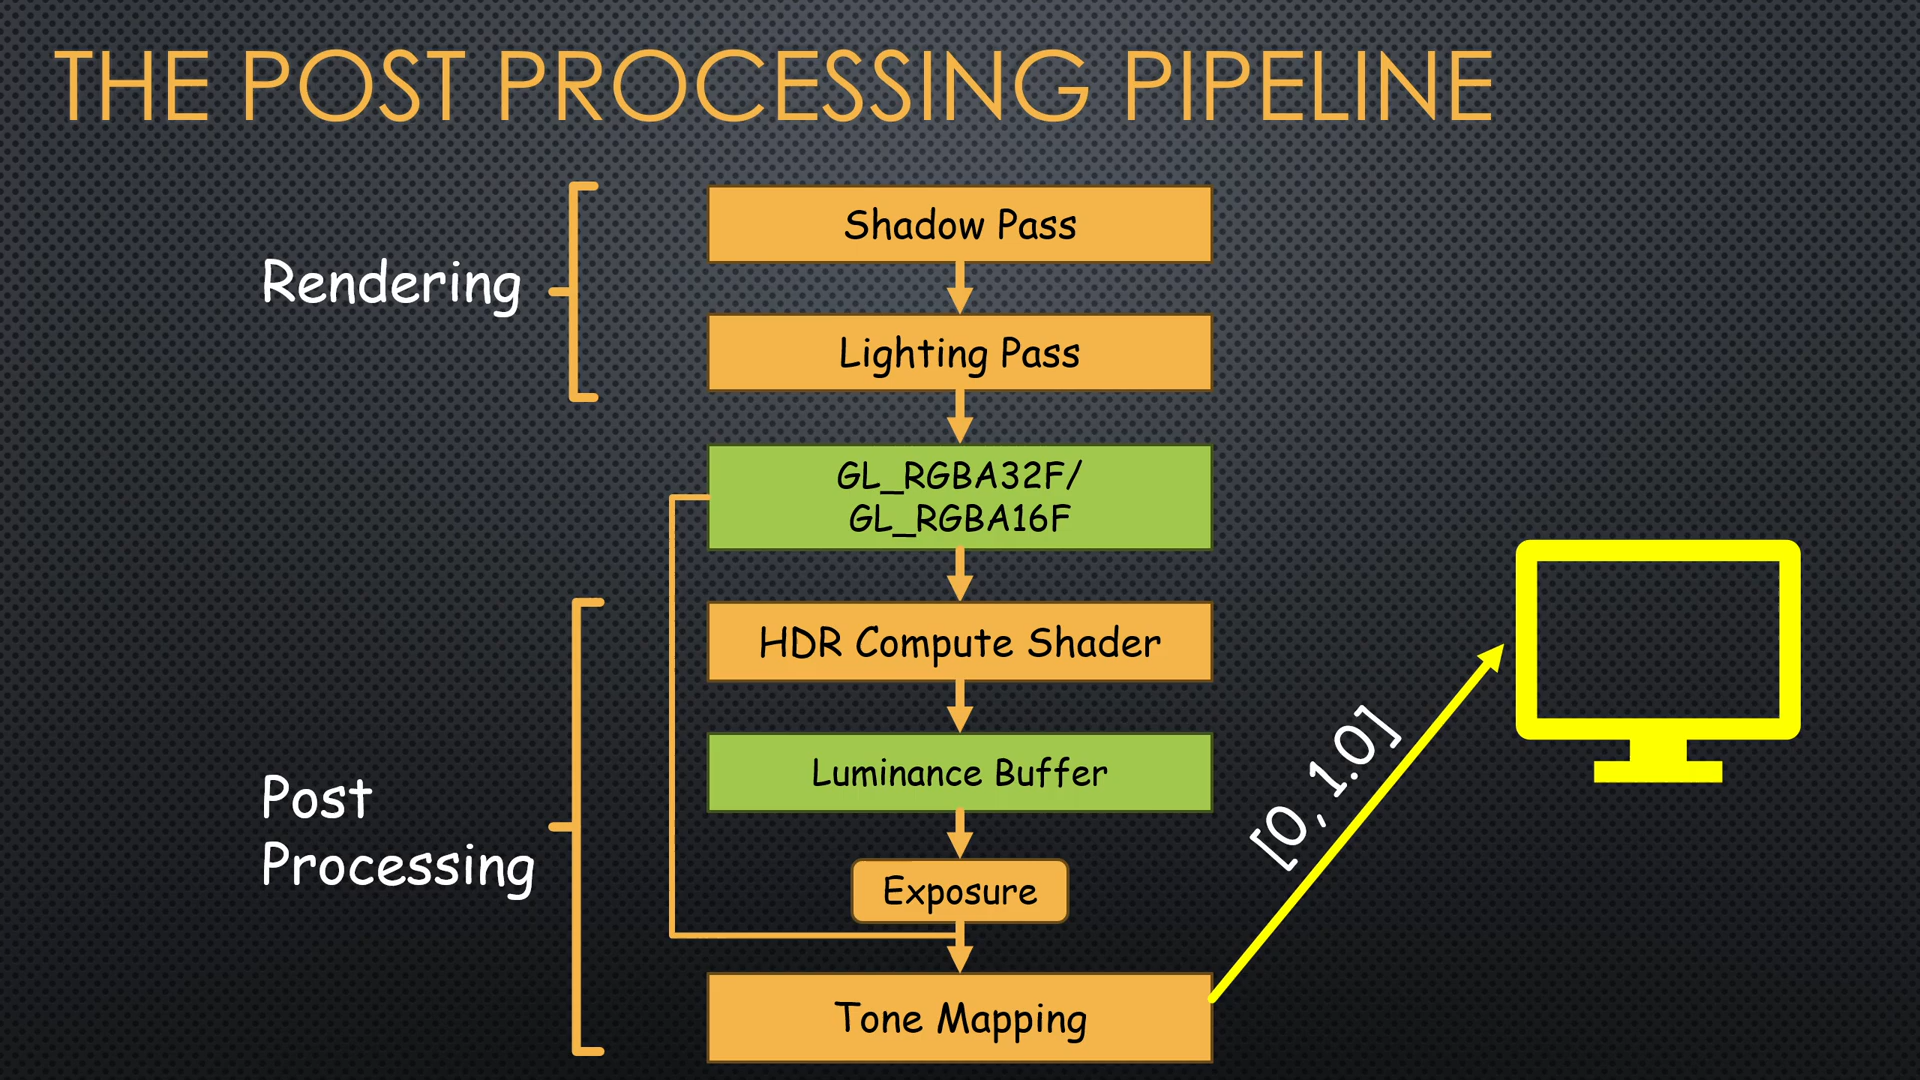 THE POST PROCESSING PIPELINE
Shadow Pass
Rendering
Lighting Pass
GL_RGBA32F/
GL_RGBA16F
HDR Compute Shader
Luminance Buffer
Post
Processing
[0, 1.0]
Exposure
Tone Mapping